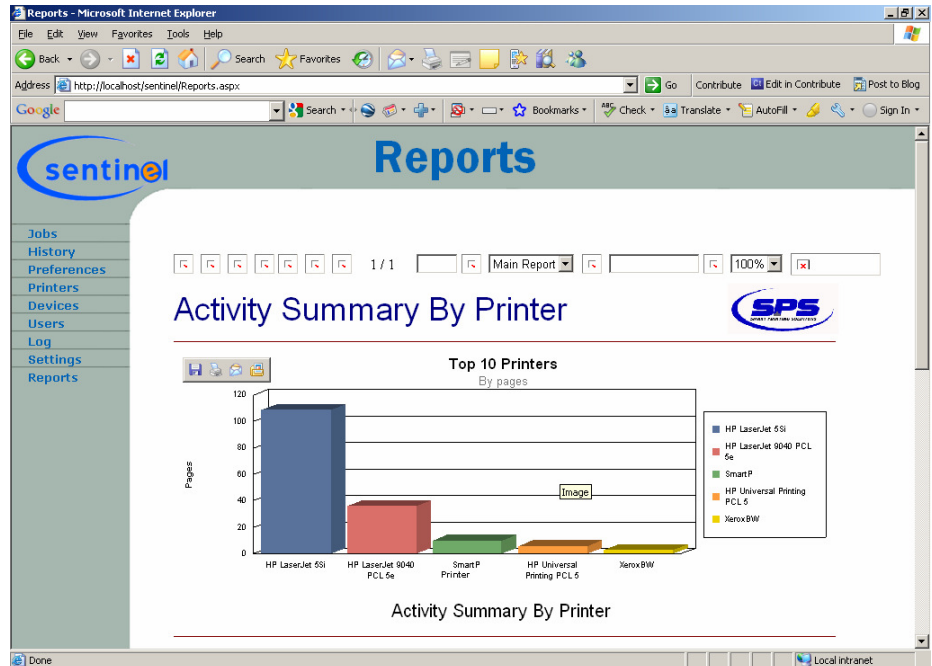 Reports - Microsoft Internet Explorer
File Edit View Favorites Tools Help
Back Search Favorites
Address http://localhost/sentinel/Reports.aspx Go Contribute Edit in Contribute Post to Blog
Google Search Bookmarks Check Translate AutoFill Sign In
sentinel
Reports
Jobs
History
Preferences
Printers
Devices
Users
Log
Settings
Reports
1 / 1 Main Report 100%
Activity Summary By Printer
SPS
Top 10 Printers
By pages
120
100
80
60
40
20
0
Pages
Image
HP LaserJet 5Si
HP LaserJet 9040 PCL
5e
SmartP
HP Universal Printing
PCL 5
XeroxBW
HP LaserJet 5Si HP LaserJet 9040 SmartP HP Universal XeroxBW
PCL 5e Printer Printing PCL 5
Activity Summary By Printer
Done Local intranet